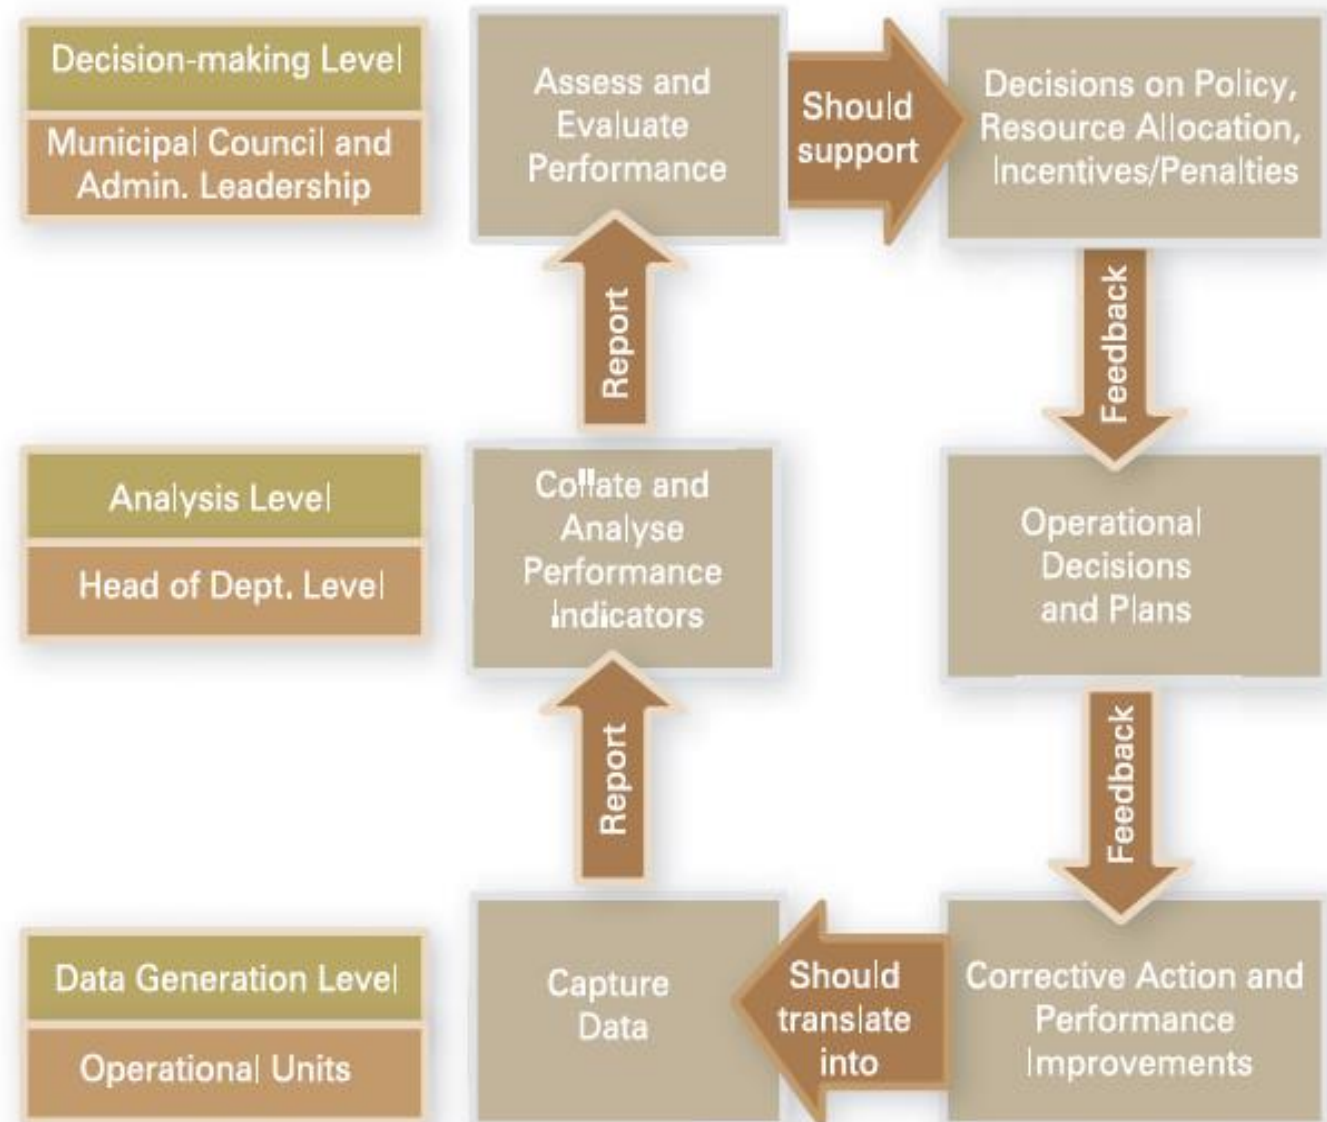 Decision-making Level
Municipal Council and
Admin. Leadership
Assess and
Evaluate
Performance
Should
support
Decisions on Policy,
Resource Allocation,
Incentives/Penalties
Report
Feedback
Analysis Level
Head of Dept. Level
Collate and
Analyse
Performance
Indicators
Operational
Decisions
and Plans
Report
Feedback
Data Generation Level
Operational Units
Capture
Data
Should
translate
into
Corrective Action and
Performance
Improvements